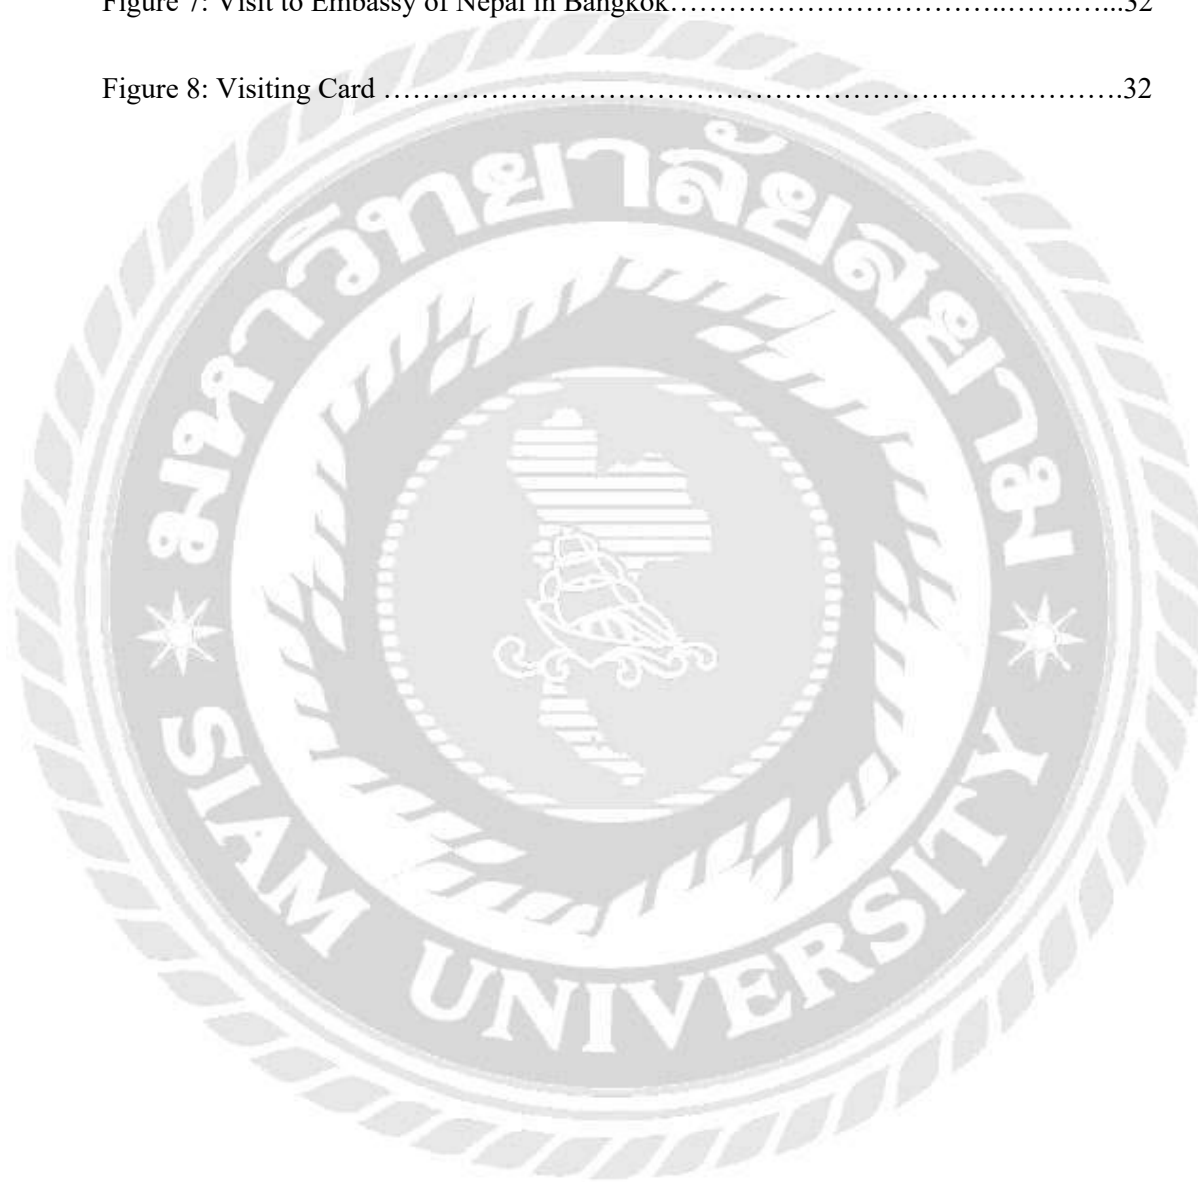 Figure 7: Visit to Embassy of Nepal in Bangkok……………………………..…….…...32
Figure 8: Visiting Card ………………………………………………………………….32
มหาวิทยาลัยสยาม
SIAM UNIVERSITY